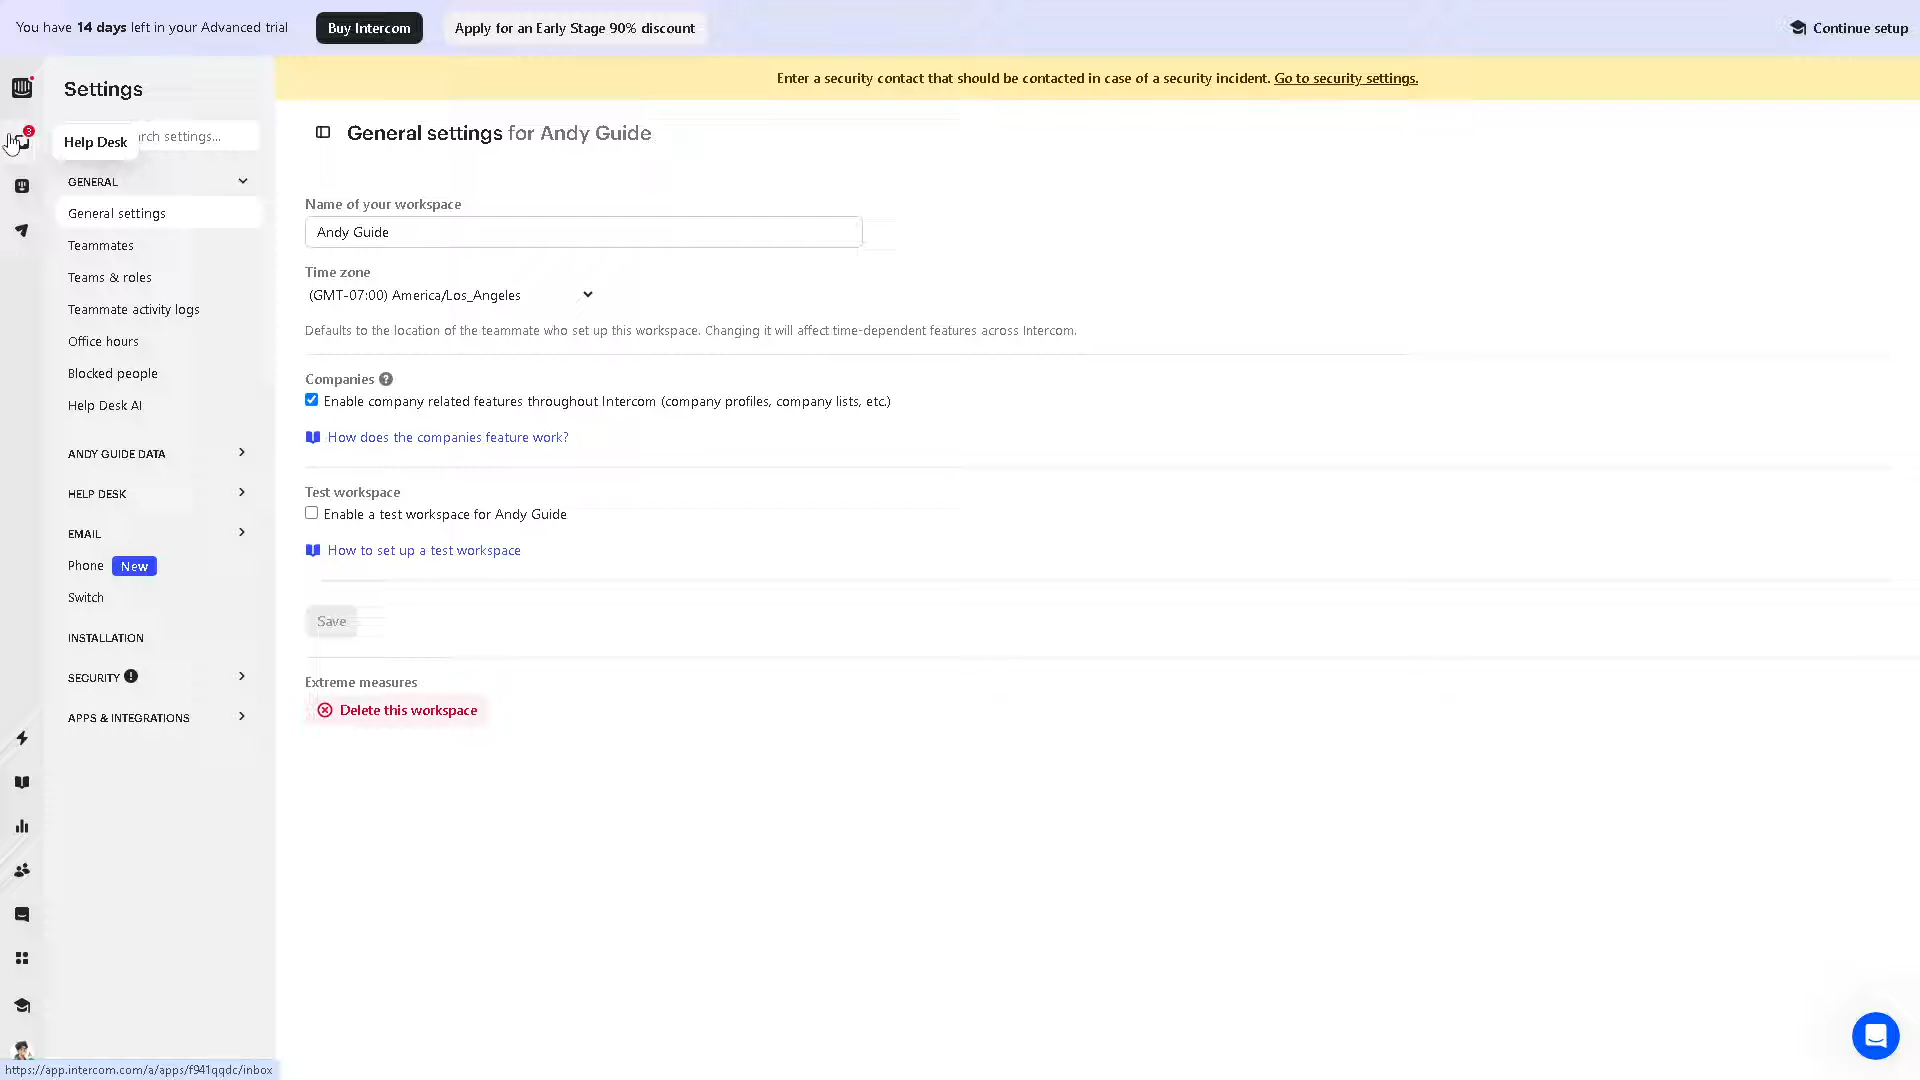 You have 14 days left in your Advanced trial
Buy Intercom
Apply for an Early Stage 90% discount
Continue setup
Settings
Enter a security contact that should be contacted in case of a security incident. Go to security settings.
3
Help Desk
settings...
General settings for Andy Guide
GENERAL
General settings
Teammates
Teams & roles
Teammate activity logs
Office hours
Blocked people
Help Desk AI
ANDY GUIDE DATA
HELP DESK
EMAIL
Phone New
Switch
INSTALLATION
SECURITY
APPS & INTEGRATIONS
Name of your workspace
Andy Guide
Time zone
(GMT-07:00) America/Los_Angeles
Defaults to the location of the teammate who set up this workspace. Changing it will affect time-dependent features across Intercom.
Companies
Enable company related features throughout Intercom (company profiles, company lists, etc.)
How does the companies feature work?
Test workspace
Enable a test workspace for Andy Guide
How to set up a test workspace
Save
Extreme measures
Delete this workspace
https://app.intercom.com/a/apps/f941qqdc/inbox